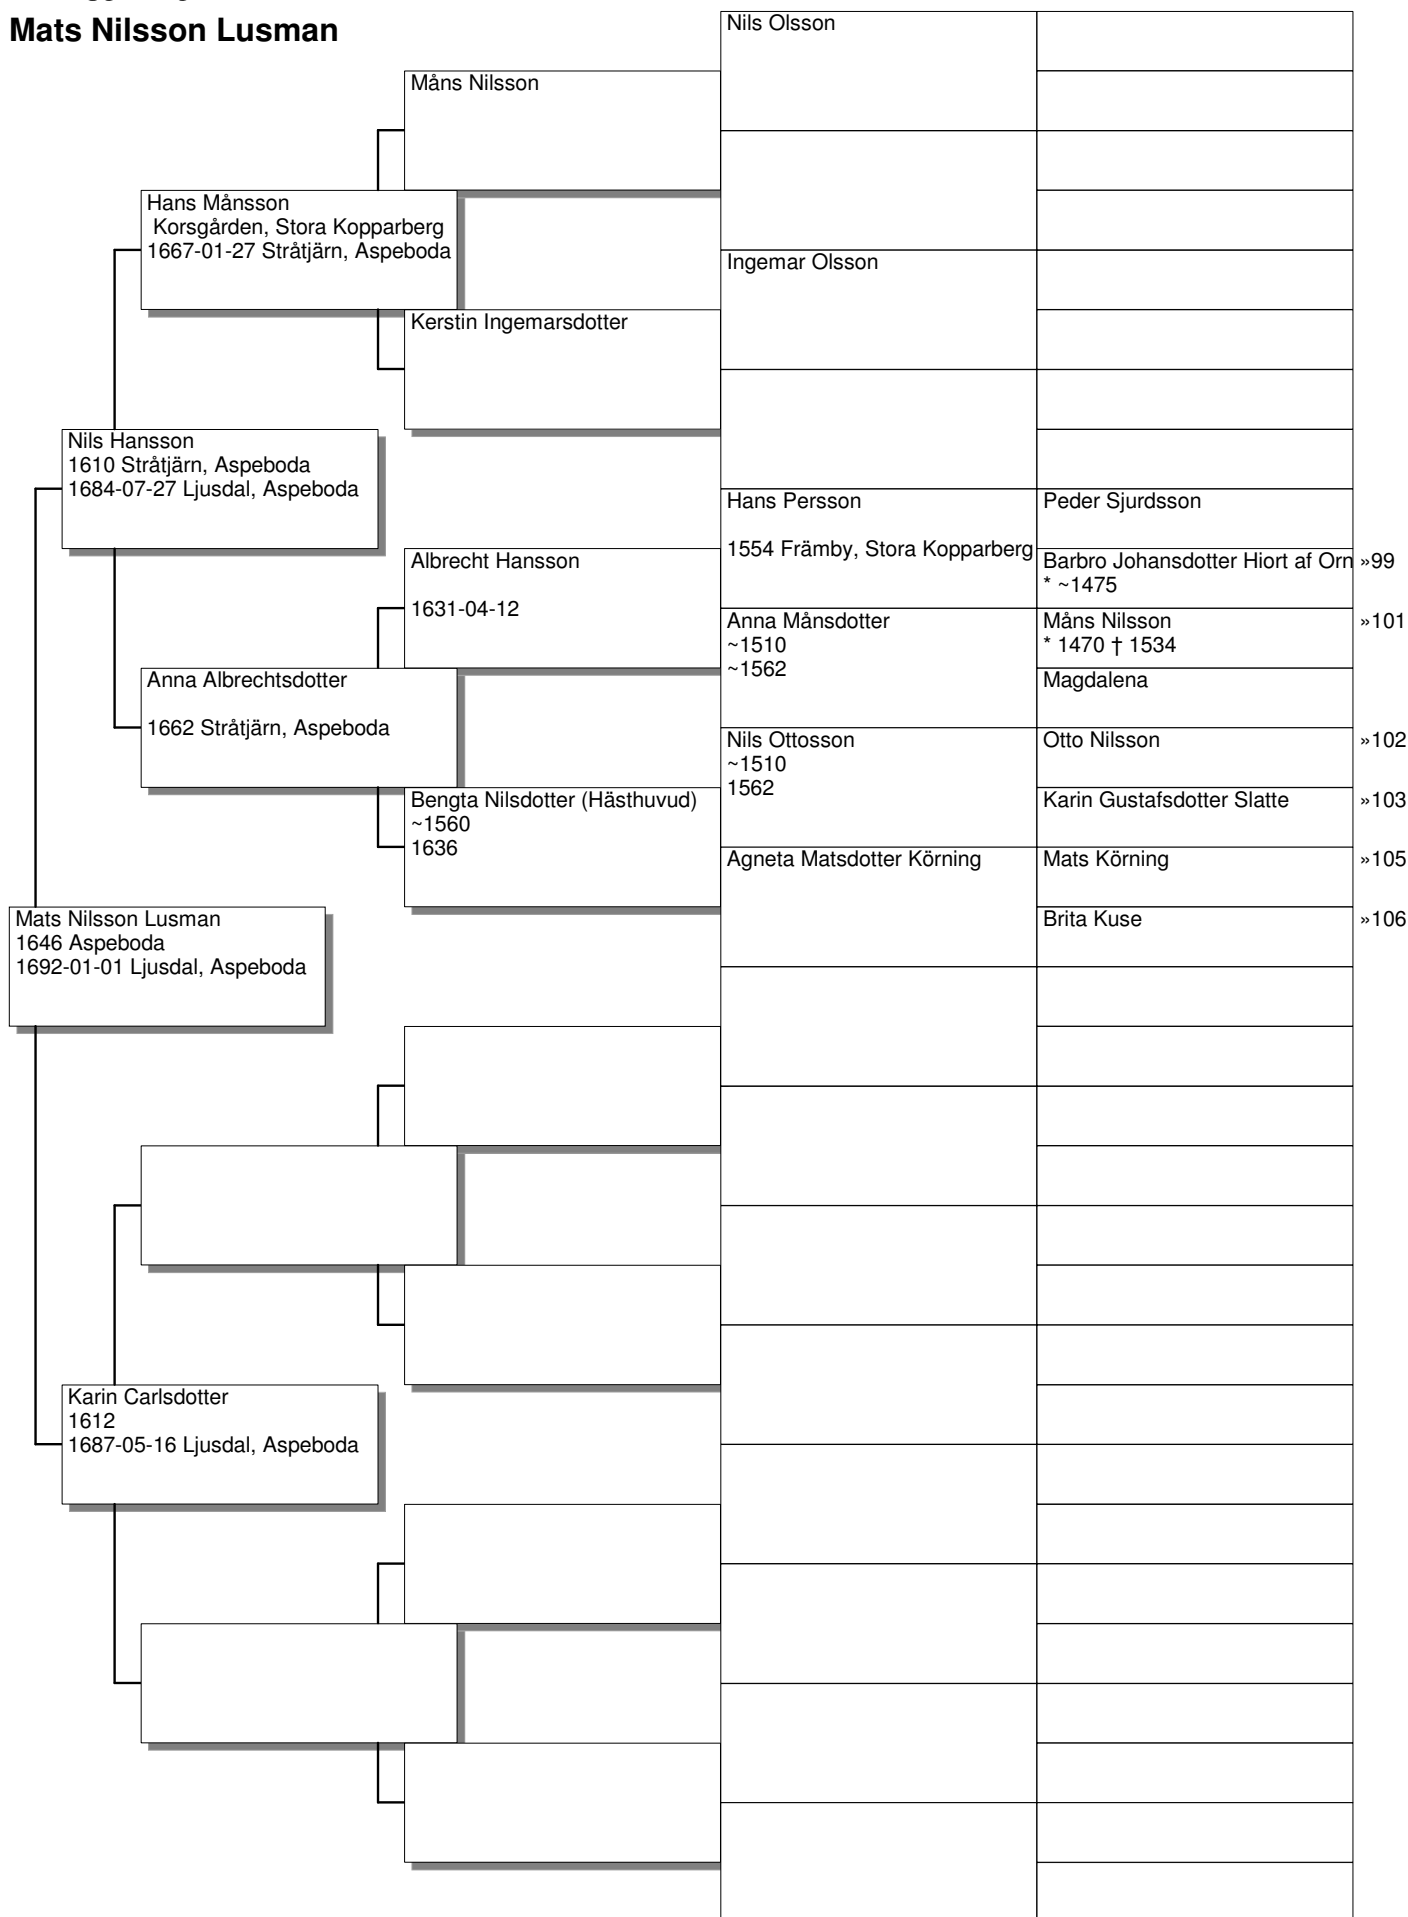 Mats Nilsson Lusman
Nils Olsson
Måns Nilsson
Hans Månsson
Korsgården, Stora Kopparberg
1667-01-27 Stråtjärn, Aspeboda
Ingemar Olsson
Kerstin Ingemarsdotter
Nils Hansson
1610 Stråtjärn, Aspeboda
1684-07-27 Ljusdal, Aspeboda
Hans Persson
1554 Främby, Stora Kopparberg
Peder Sjurdsson
Albrecht Hansson
1631-04-12
Barbro Johansdotter Hiort af Orn »99
* ~1475
Anna Månsdotter
~1510
~1562
Måns Nilsson »101
* 1470 † 1534
Anna Albrechtsdotter
1662 Stråtjärn, Aspeboda
Magdalena
Nils Ottosson
~1510
1562
Otto Nilsson »102
Bengta Nilsdotter (Hästhuvud)
~1560
1636
Karin Gustafsdotter Slatte »103
Agneta Matsdotter Körning
Mats Körning »105
Mats Nilsson Lusman
1646 Aspeboda
1692-01-01 Ljusdal, Aspeboda
Brita Kuse »106
Karin Carlsdotter
1612
1687-05-16 Ljusdal, Aspeboda